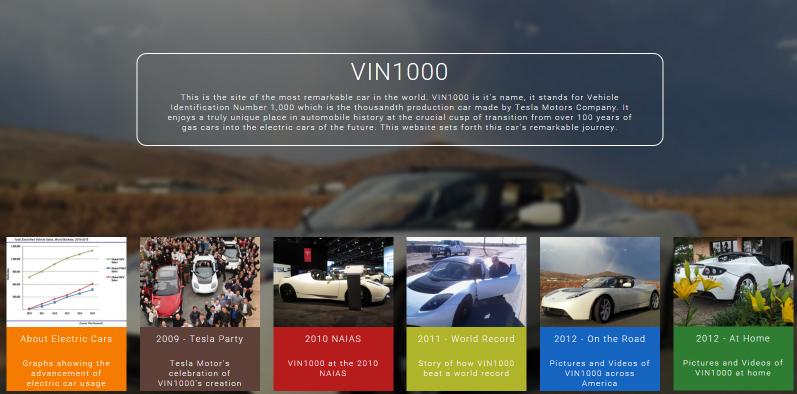 VIN1000
This is the site of the most remarkable car in the world. VIN1000 is it's name, it stands for Vehicle
Identification Number 1,000 which is the thousandth production car made by Tesla Motors Company. It
enjoys a truly unique place in automobile history at the crucial cusp of transition from over 100 years of
gas cars into the electric cars of the future. This website sets forth this car's remarkable journey.
About Electric Cars
Graphs showing the
advancement of
electric car usage
2009 - Tesla Party
Tesla Motor's
celebration of
VIN1000's creation
2010 NAIAS
VIN1000 at the 2010
NAIAS
2011 - World Record
Story of how VIN1000
beat a world record
2012 - On the Road
Pictures and Videos of
VIN1000 across
America
2012 - At Home
Pictures and Videos of
VIN1000 at home